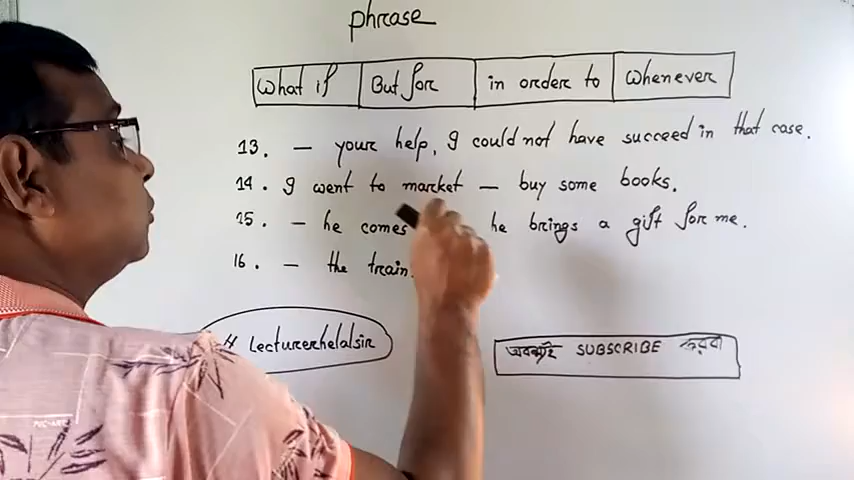 phrase
What if But for in order to Whenever
13. — your help, I could not have succeed in that case.
14. I went to market — buy some books.
15. — he comes he brings a gift for me.
16. — the train
# Lecturerhelalsir
অবশ্যই SUBSCRIBE করবা